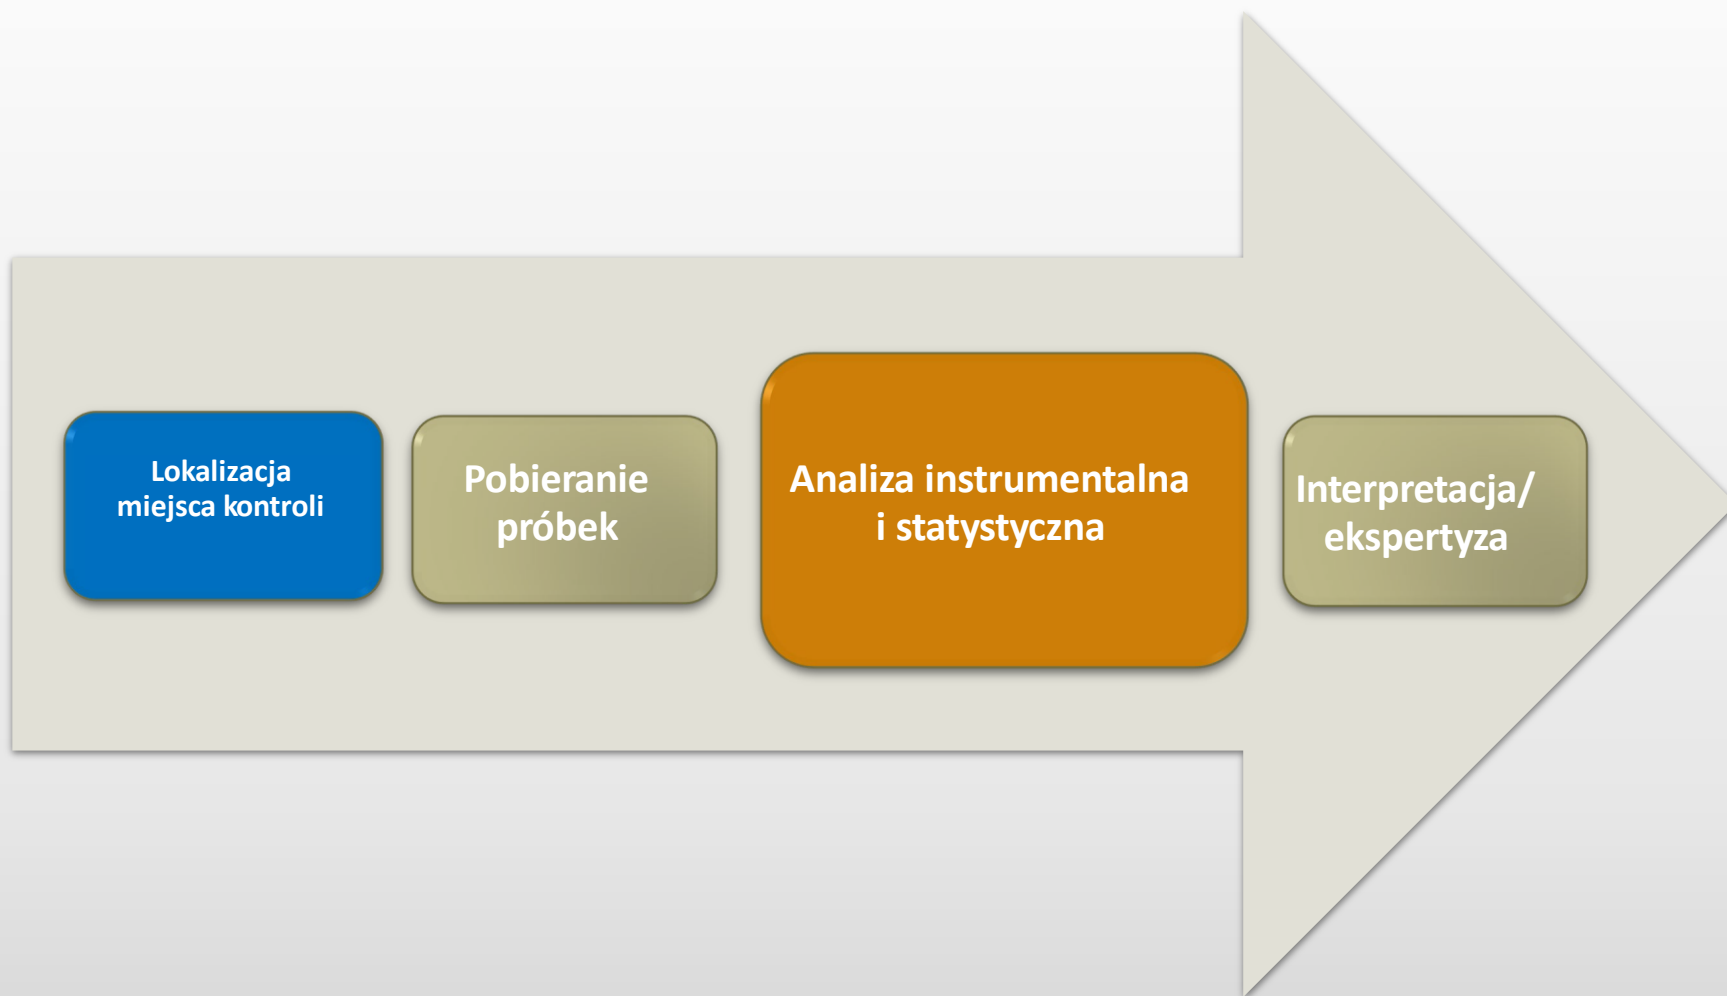 Lokalizacja
miejsca kontroli
Pobieranie
próbek
Analiza instrumentalna
i statystyczna
Interpretacja/
ekspertyza